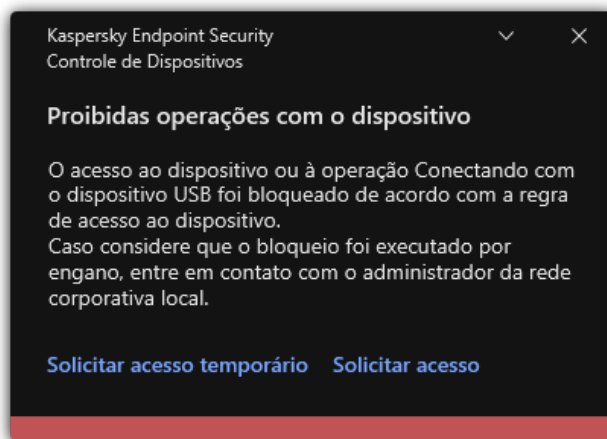 Kaspersky Endpoint Security
Controle de Dispositivos
Proibidas operações com o dispositivo
O acesso ao dispositivo ou à operação Conectando com
o dispositivo USB foi bloqueado de acordo com a regra
de acesso ao dispositivo.
Caso considere que o bloqueio foi executado por
engano, entre em contato com o administrador da rede
corporativa local.
Solicitar acesso temporário Solicitar acesso